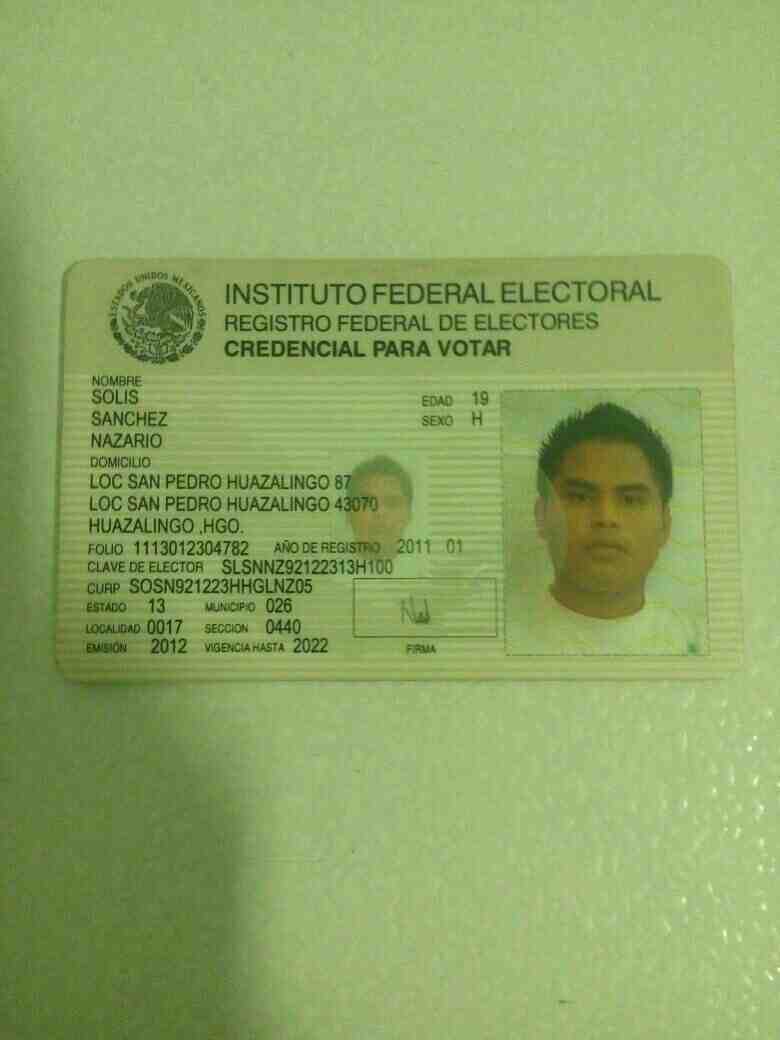 ESTADOS UNIDOS MEXICANOS
INSTITUTO FEDERAL ELECTORAL
REGISTRO FEDERAL DE ELECTORES
CREDENCIAL PARA VOTAR
NOMBRE
SOLIS
SANCHEZ
NAZARIO
EDAD 19
SEXO H
DOMICILIO
LOC SAN PEDRO HUAZALINGO 87
LOC SAN PEDRO HUAZALINGO 43070
HUAZALINGO ,HGO.
FOLIO 1113012304782 AÑO DE REGISTRO 2011 01
CLAVE DE ELECTOR SLSNNZ92122313H100
CURP SOSN921223HHGLNZ05
ESTADO 13 MUNICIPIO 026
LOCALIDAD 0017 SECCION 0440
EMISIÓN 2012 VIGENCIA HASTA 2022
FIRMA